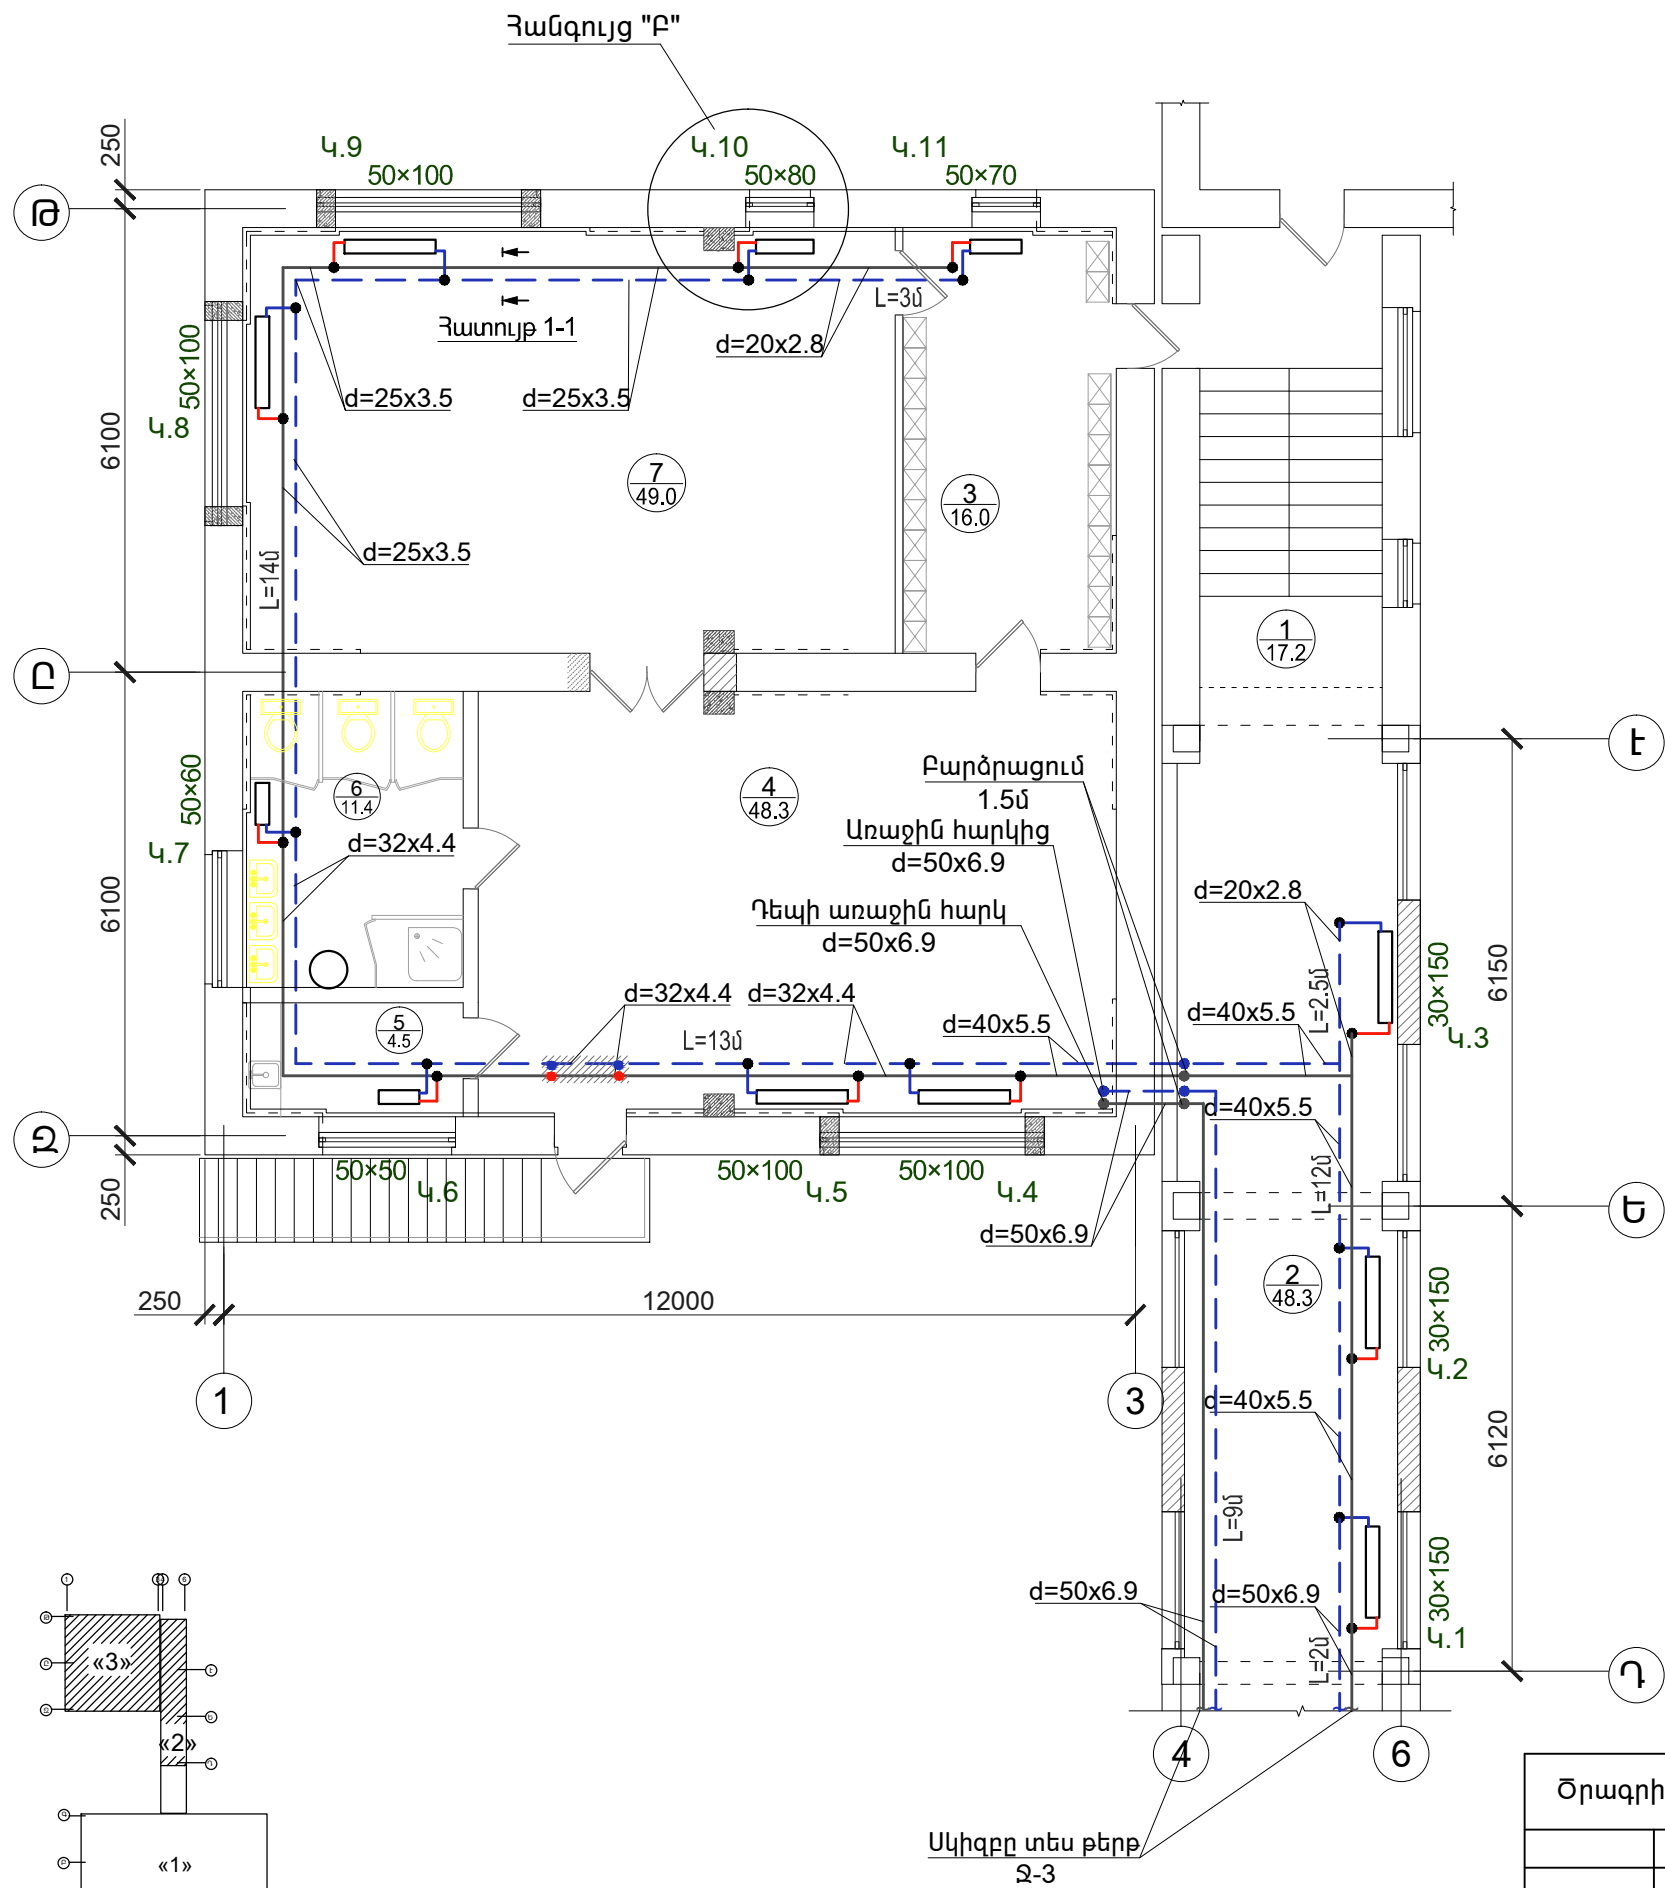 Հանգույց "Բ"
Կ.9
50×100
Կ.10
50×80
Կ.11
50×70
250
Թ
Հատույթ 1-1
L=3մ
d=20x2.8
d=25x3.5
d=25x3.5
50×100
Կ.8
6100
7
49.0
3
16.0
d=25x3.5
L=14մ
1
17.2
Ը
Է
Բարձրացում
1.5մ
50×60
Կ.7
6
11.4
4
48.3
Առաջին հարկից
d=50x6.9
d=32x4.4
Դեպի առաջին հարկ
d=50x6.9
d=20x2.8
6100
6150
30×150
Կ.3
L=2.5մ
d=32x4.4
d=32x4.4
d=40x5.5
d=40x5.5
5
4.5
L=13մ
d=40x5.5
Զ
250
50×50
Կ.6
50×100
Կ.5
50×100
Կ.4
L=12մ
Ե
d=50x6.9
2
48.3
250
12000
30×150
Կ.2
1
3
d=40x5.5
6120
L=9մ
d=50x6.9
d=50x6.9
30×150
Կ.1
L=2մ
Դ
«3»
«2»
«1»
4
6
Սկիզբը տես թերթ
Ջ-3
Ծրագրի